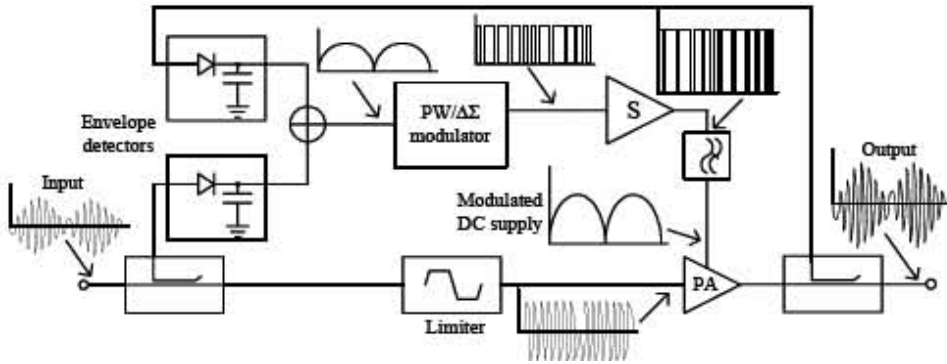 Envelope
detectors
PW/ΔΣ
modulator
S
Input
Modulated
DC supply
Output
PA
Limiter